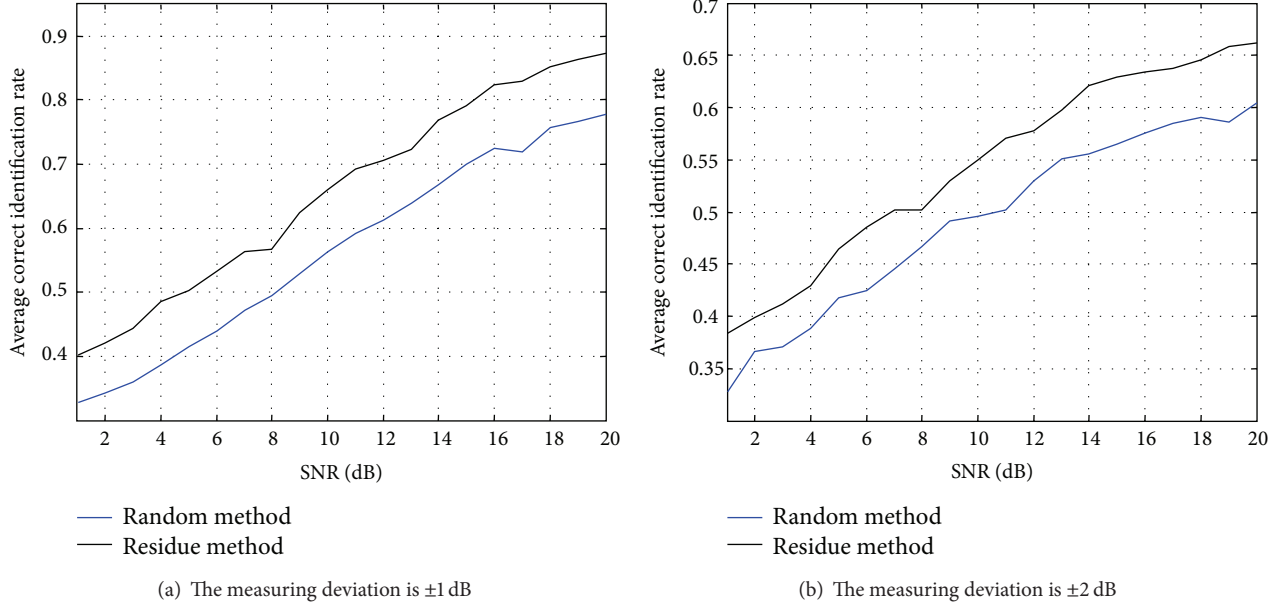 0.9
0.8
0.7
0.6
0.5
0.4
Average correct identification rate
2 4 6 8 10 12 14 16 18 20
SNR (dB)
Random method
Residue method
(a) The measuring deviation is ±1 dB
0.7
0.65
0.6
0.55
0.5
0.45
0.4
0.35
Average correct identification rate
2 4 6 8 10 12 14 16 18 20
SNR (dB)
Random method
Residue method
(b) The measuring deviation is ±2 dB